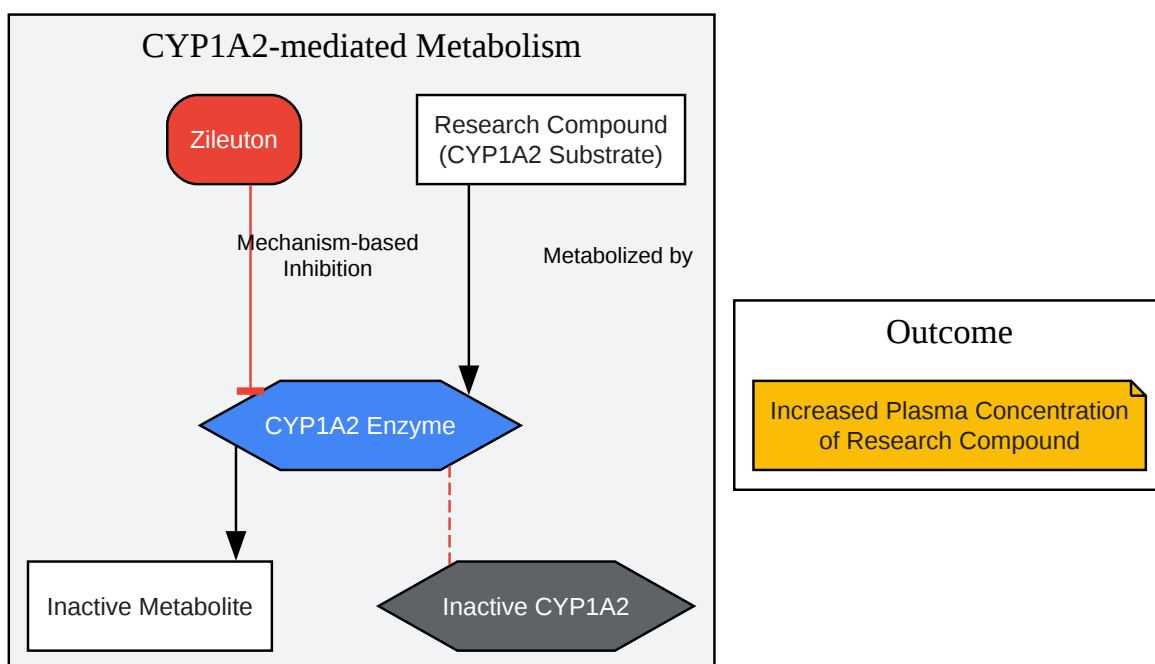 CYP1A2-mediated Metabolism
Zileuton
Research Compound
(CYP1A2 Substrate)
Mechanism-based
Inhibition
Metabolized by
CYP1A2 Enzyme
Inactive Metabolite
Inactive CYP1A2
Outcome
Increased Plasma Concentration
of Research Compound